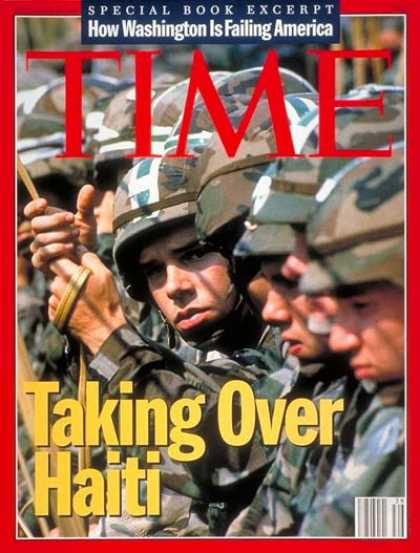 SPECIAL BOOK EXCERPT
How Washington Is Failing America
TIME
Taking Over
Haiti